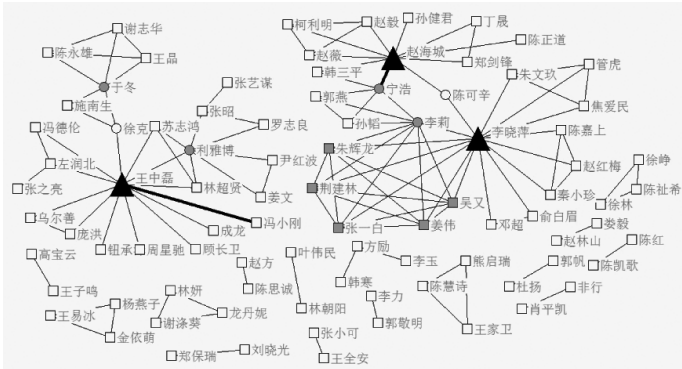 谢志华
柯利明
赵毅
孙健君
丁晟
陈永雄
王晶
赵薇
赵海城
陈正道
郑剑锋
韩三平
朱文玖
管虎
于冬
张艺谋
宁浩
陈可辛
施南生
张昭
郭燕
焦爱民
冯德伦
徐克
苏志鸿
罗志良
孙韬
李莉
李晓萍
陈嘉上
利雅博
朱辉龙
左润北
尹红波
赵红梅
徐峥
王中磊
林超贤
荆建林
秦小珍
陈祉希
张之亮
姜文
吴又
徐林
乌尔善
冯小刚
俞白眉
娄毅
庞洪
成龙
张一白
姜伟
邓超
赵林山
陈红
钮承
周星驰
顾长卫
高宝云
赵方
叶伟民
方励
李玉
熊启瑞
郭帆
陈凯歌
王子鸣
林妍
陈思诚
韩寒
陈慧诗
杜扬
非行
杨燕子
李力
王易冰
谢涤葵
龙丹妮
林朝阳
郭敬明
肖平凯
金依萌
张小可
王家卫
郑保瑞
刘晓光
王全安